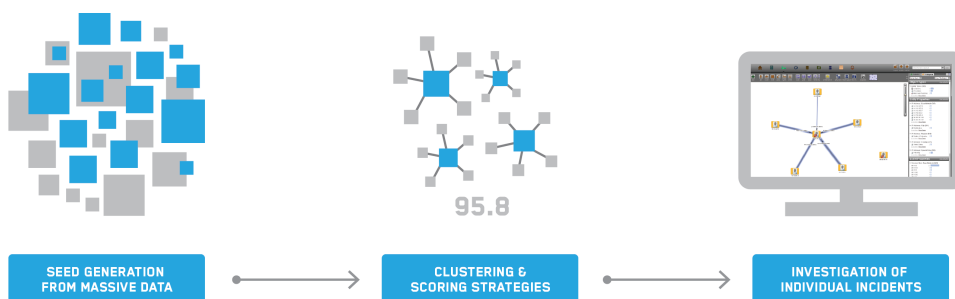 95.8
SEED GENERATION
FROM MASSIVE DATA
CLUSTERING &
SCORING STRATEGIES
INVESTIGATION OF
INDIVIDUAL INCIDENTS